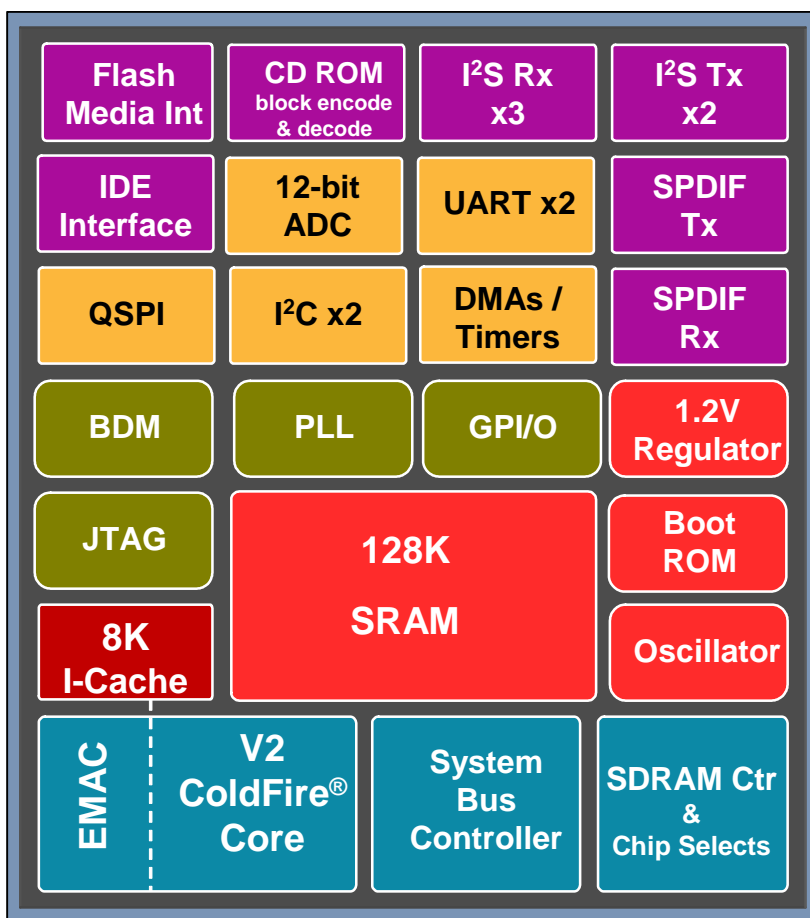 Flash
Media Int
CD ROM
block encode
& decode
I²S Rx
x3
I²S Tx
x2
IDE
Interface
12-bit
ADC
UART x2
SPDIF
Tx
QSPI
I²C x2
DMAs /
Timers
SPDIF
Rx
BDM
PLL
GPI/O
1.2V
Regulator
JTAG
128K
SRAM
Boot
ROM
8K
I-Cache
Oscillator
EMAC
V2
ColdFire®
Core
System
Bus
Controller
SDRAM Ctr
&
Chip Selects